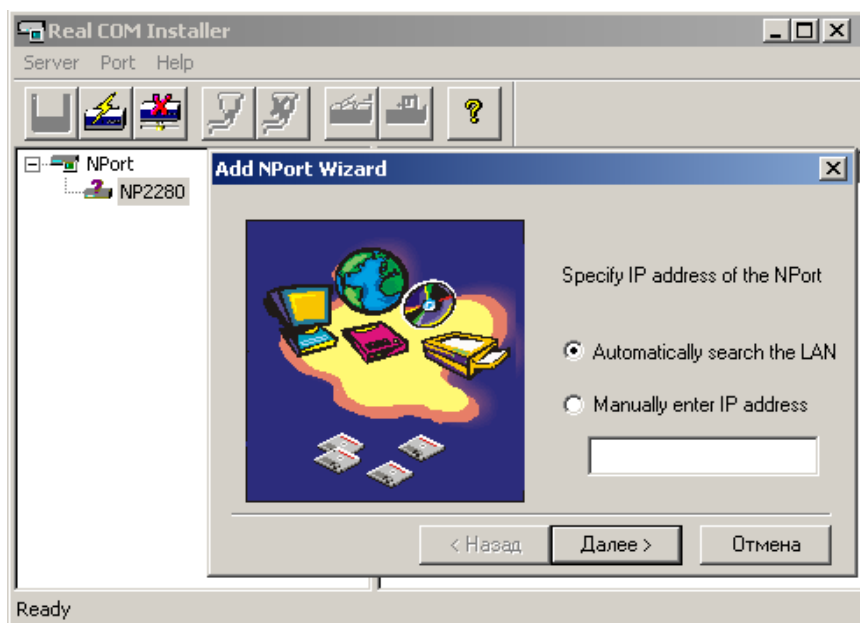 Real COM Installer
Server Port Help
NPort
NP2280
Add NPort Wizard
Specify IP address of the NPort
Automatically search the LAN
Manually enter IP address
< Назад
Далее >
Отмена
Ready